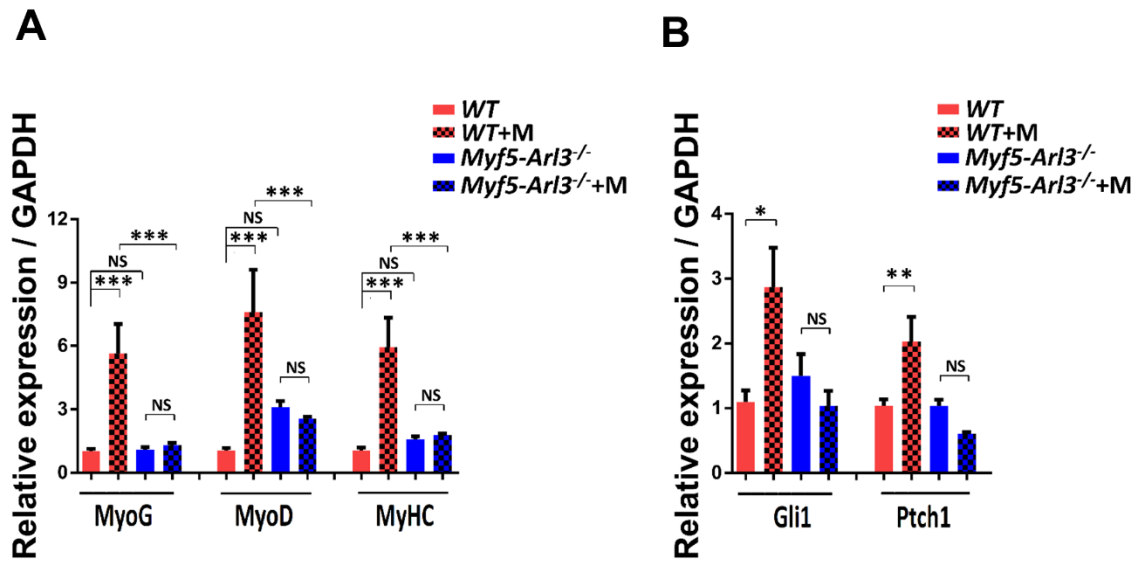 A
WT
WT+M
Myf5-Arl3-/-
Myf5-Arl3-/-+M
Relative expression / GAPDH
12
9
6
3
0
NS
***
***
NS
NS
***
***
NS
NS
***
***
NS
MyoG
MyoD
MyHC
B
WT
WT+M
Myf5-Arl3-/-
Myf5-Arl3-/-+M
Relative expression / GAPDH
4
3
2
1
0
*
NS
**
NS
Gli1
Ptch1